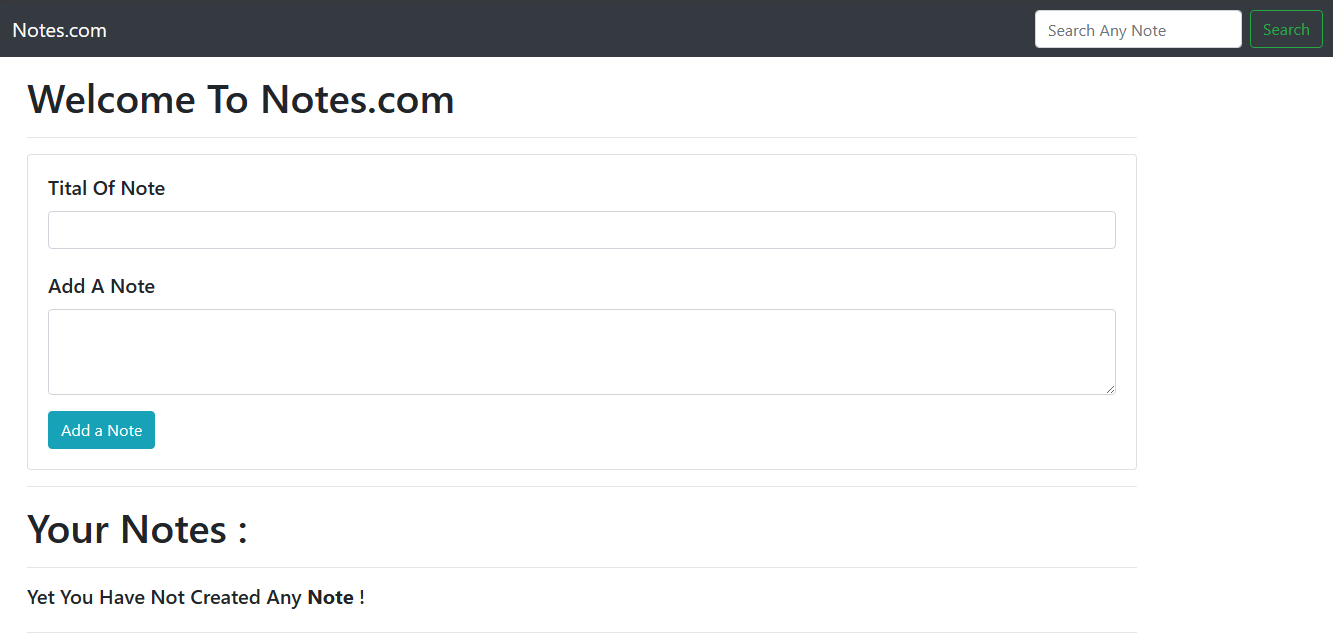 Notes.com
Search Any Note
Search
Welcome To Notes.com
Tital Of Note
Add A Note
Add a Note
Your Notes :
Yet You Have Not Created Any Note !